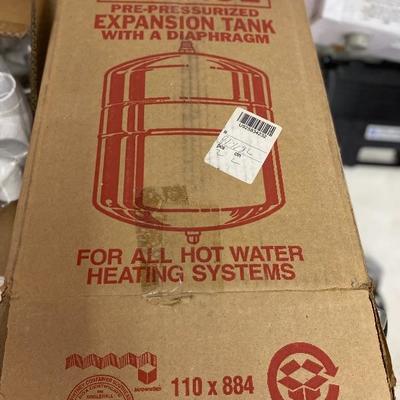 PRE-PRESSURIZED
EXPANSION TANK
WITH A DIAPHRAGM
FOR ALL HOT WATER
HEATING SYSTEMS
110 x 884